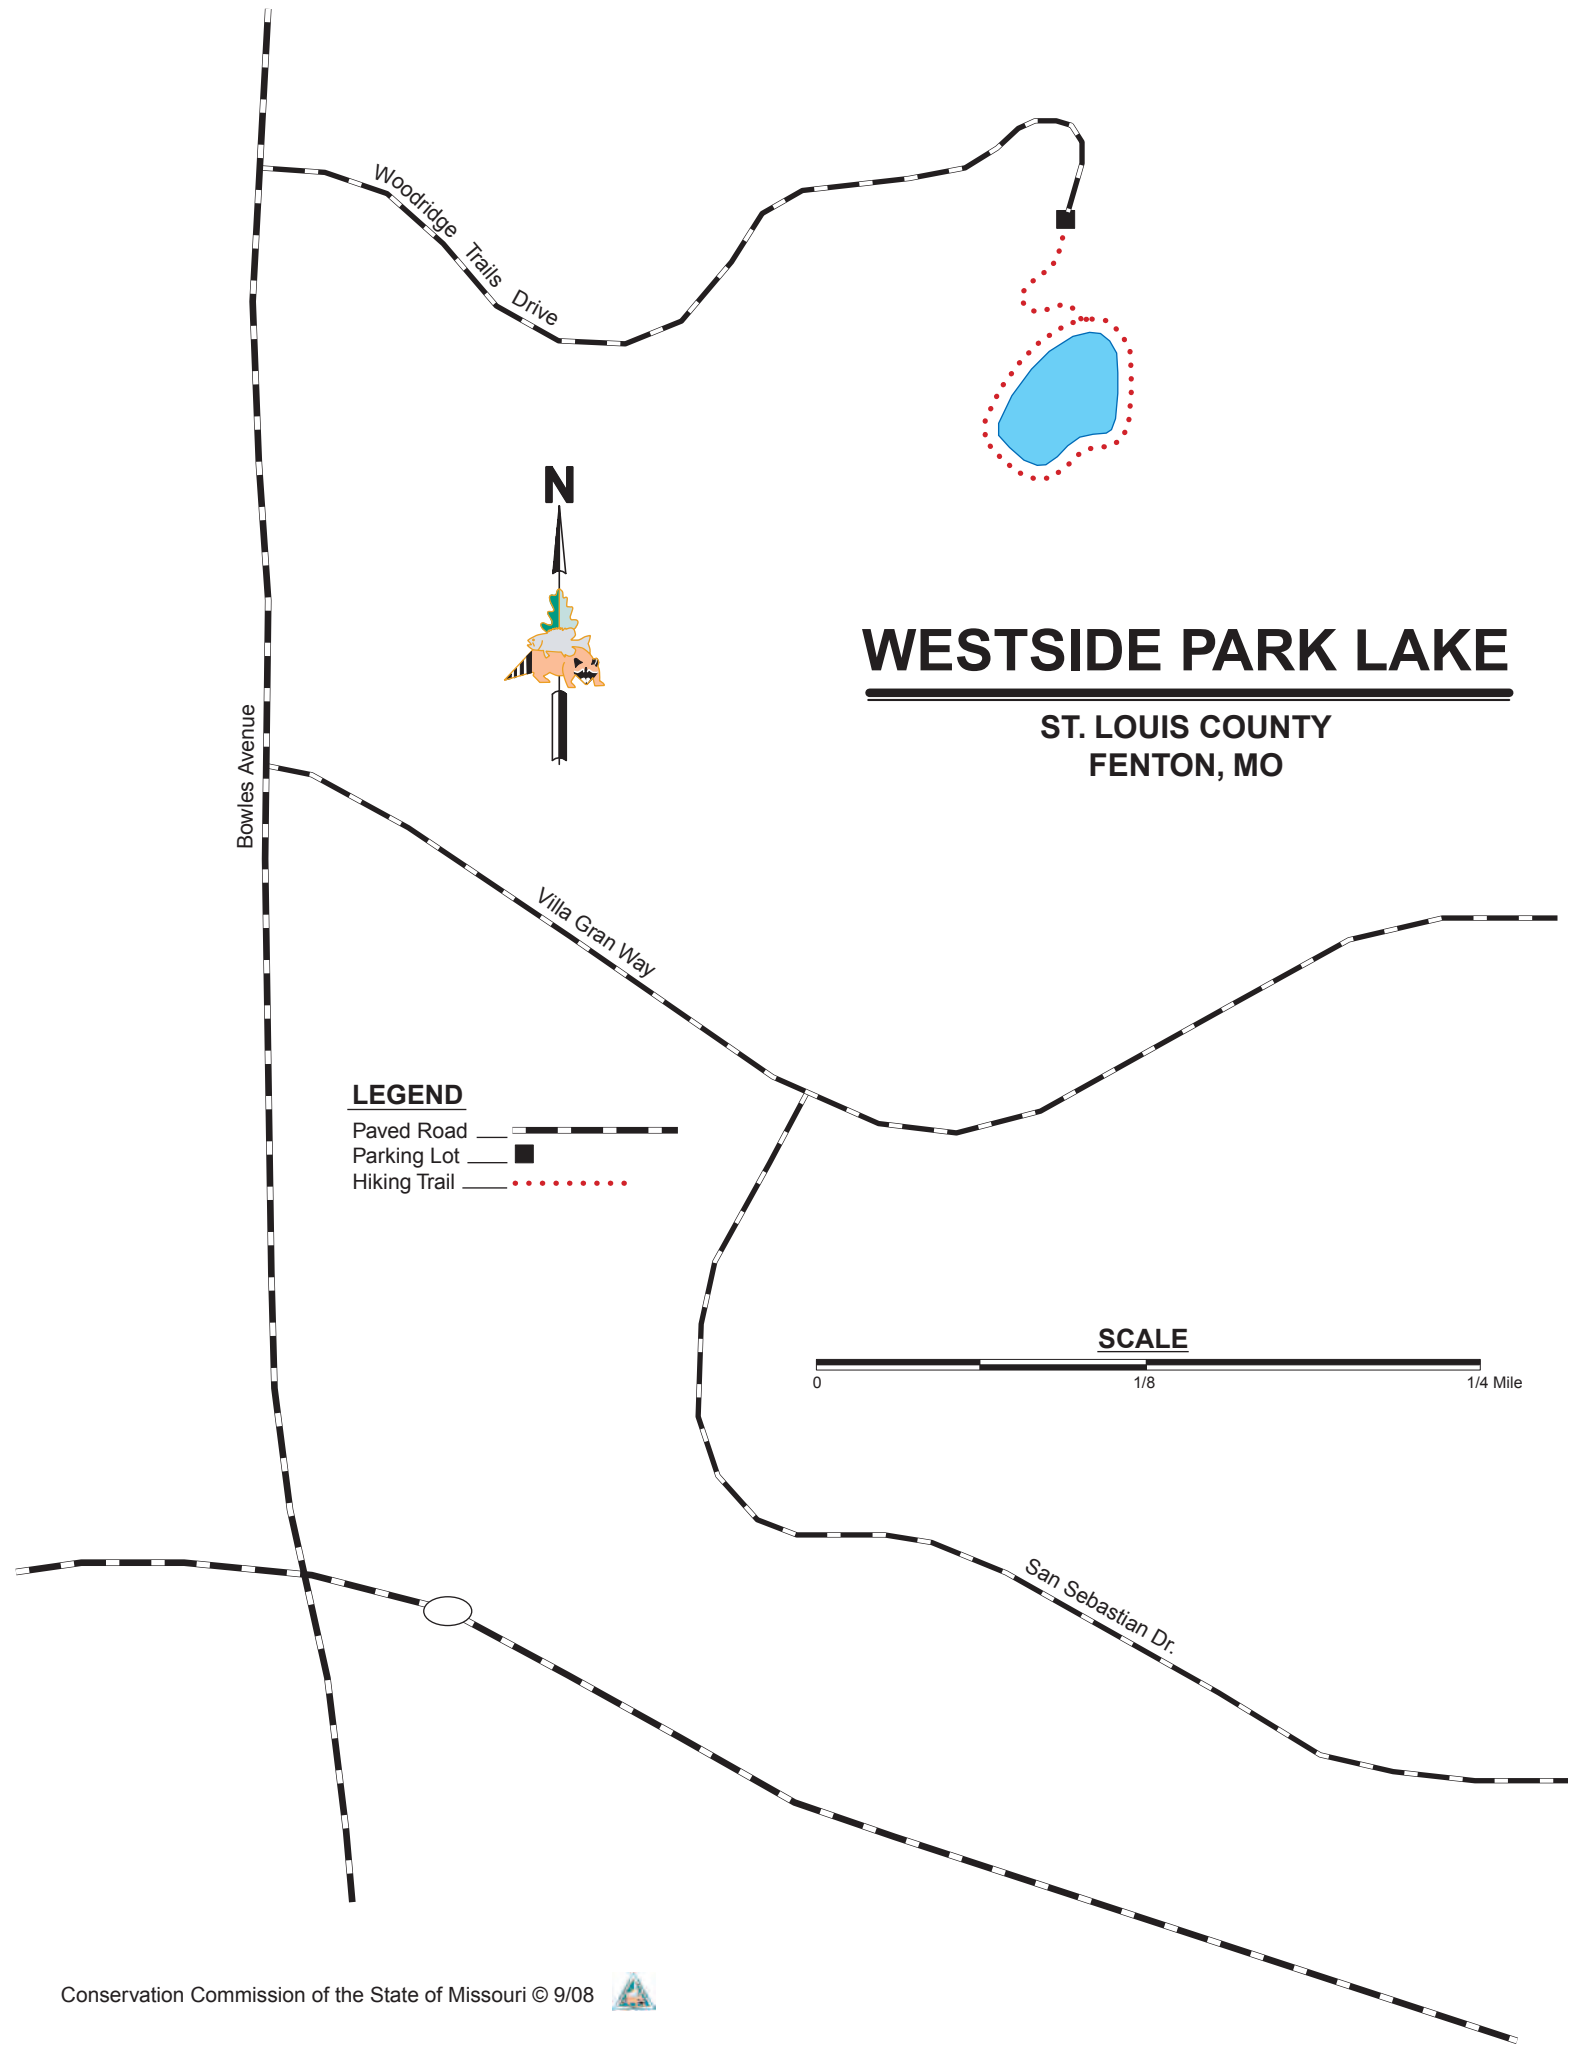 Woodridge Trails Drive
N
WESTSIDE PARK LAKE
ST. LOUIS COUNTY
FENTON, MO
Bowles Avenue
Villa Gran Way
LEGEND
Paved Road
Parking Lot
Hiking Trail
SCALE
0 1/8 1/4 Mile
San Sebastian Dr.
Conservation Commission of the State of Missouri © 9/08